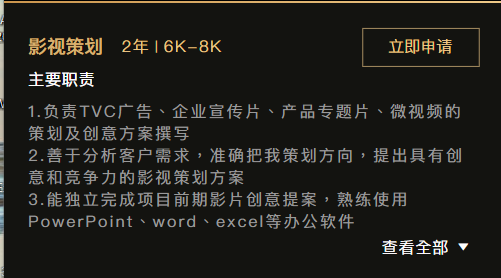 影视策划 2年 | 6K-8K
立即申请
主要职责
1.负责TVC广告、企业宣传片、产品专题片、微视频的
策划及创意方案撰写
2.善于分析客户需求，准确把我策划方向，提出具有创
意和竞争力的影视策划方案
3.能独立完成项目前期影片创意提案，熟练使用
PowerPoint、word、excel等办公软件
查看全部 ▼